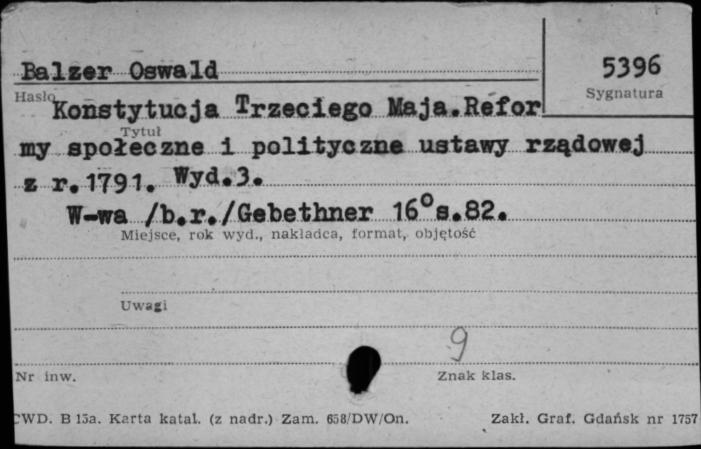 Balzer Oswald
5396
Hasło
Sygnatura
Konstytucja Trzeciego Maja.Refor
Tytuł
my społeczne i polityczne ustawy rządowej
z r.1791. Wyd.3.
W-wa /b.r./Gebethner 16°s.82.
Miejsce, rok wyd., nakładca, format, objętość
Uwagi
9
Nr inw.
Znak klas.
CWD. B 15a. Karta katal. (z nadr.) Zam. 658/DW/On.
Zakł. Graf. Gdańsk nr 1757